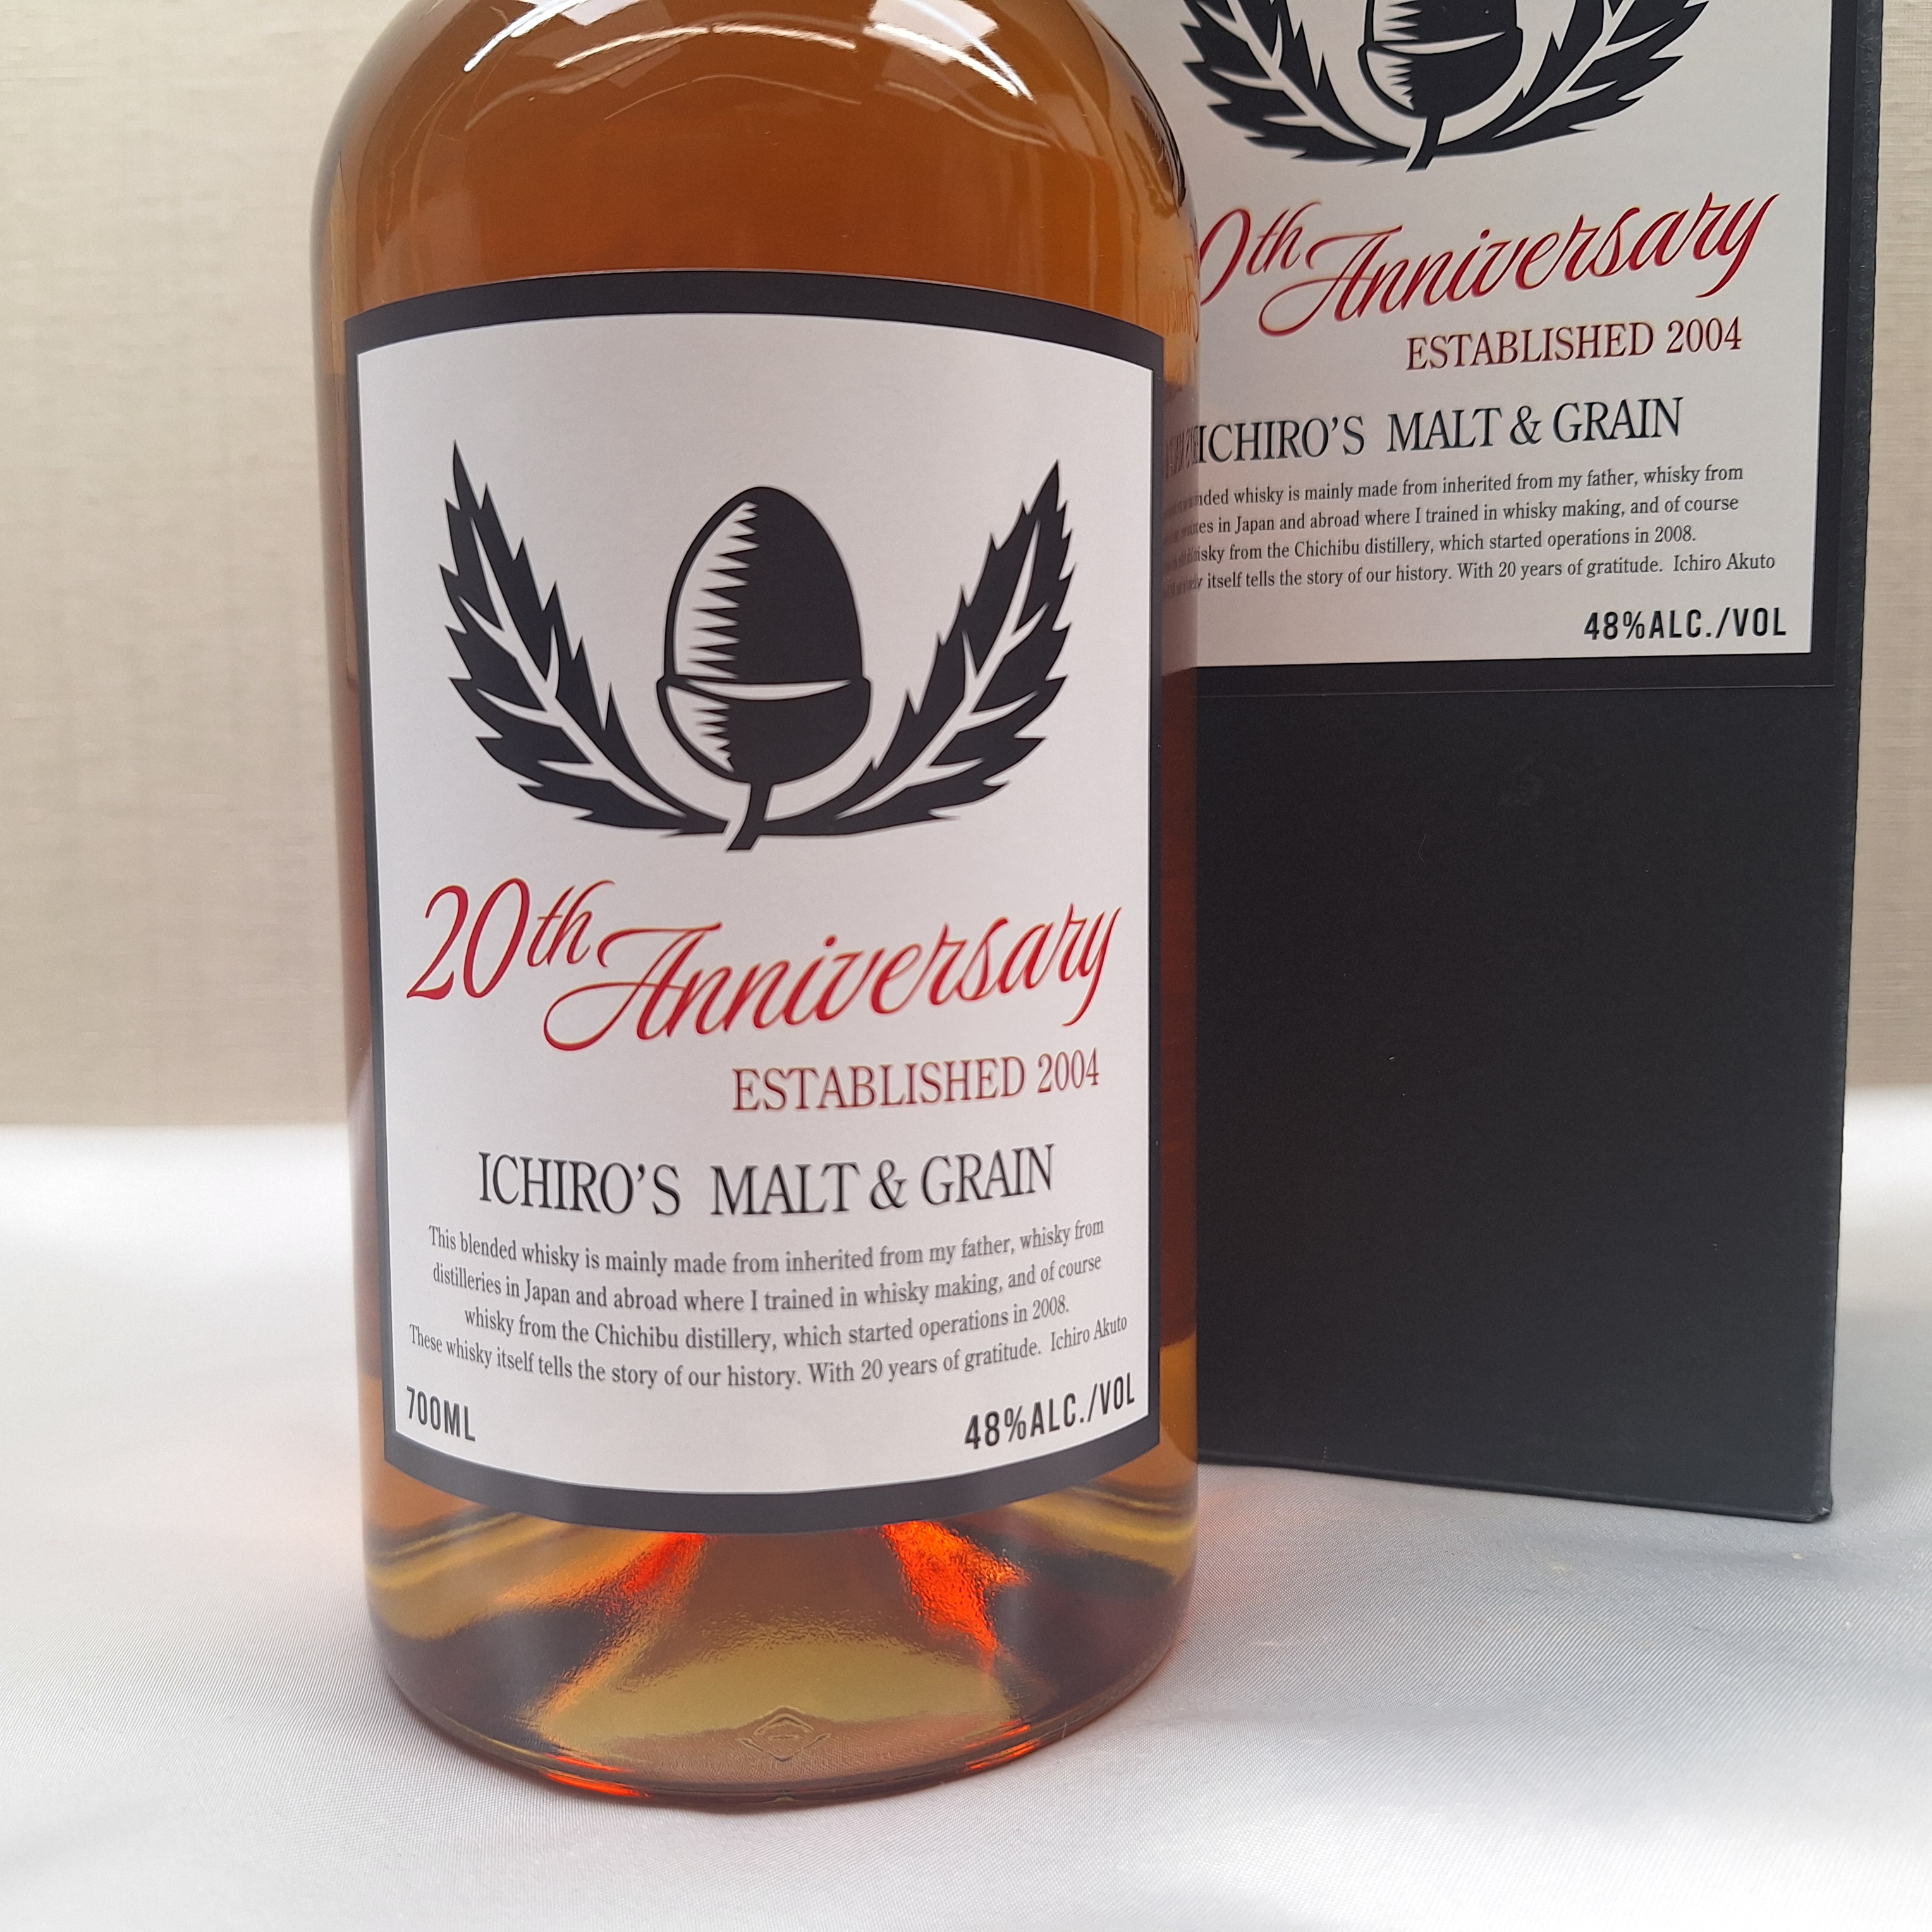 20th Anniversary
ESTABLISHED 2004
ICHIRO'S MALT & GRAIN
This blended whisky is mainly made from inherited from my father, whisky from
distilleries in Japan and abroad where I trained in whisky making, and of course
whisky from the Chichibu distillery, which started operations in 2008.
These whisky itself tells the story of our history. With 20 years of gratitude. Ichiro Akuto
700ML
48%ALC./VOL
0th Anniversary
ESTABLISHED 2004
ICHIRO'S MALT & GRAIN
whisky is mainly made from inherited from my father, whisky from
in Japan and abroad where I trained in whisky making, and of course
from the Chichibu distillery, which started operations in 2008.
itself tells the story of our history. With 20 years of gratitude. Ichiro Akuto
48%ALC./VOL